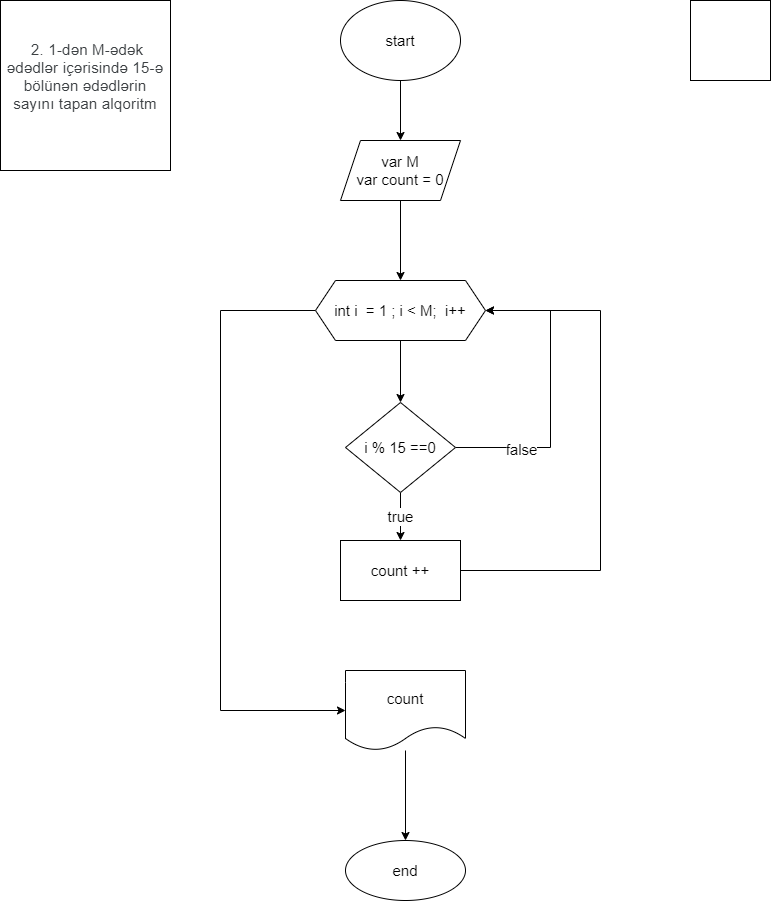 2. 1-dən M-ədək
ədədlər içərisində 15-ə
bölünən ədədlərin
sayını tapan alqoritm
start
var M
var count = 0
int i  = 1 ; i < M;  i++
i % 15 ==0
false
true
count ++
count
end